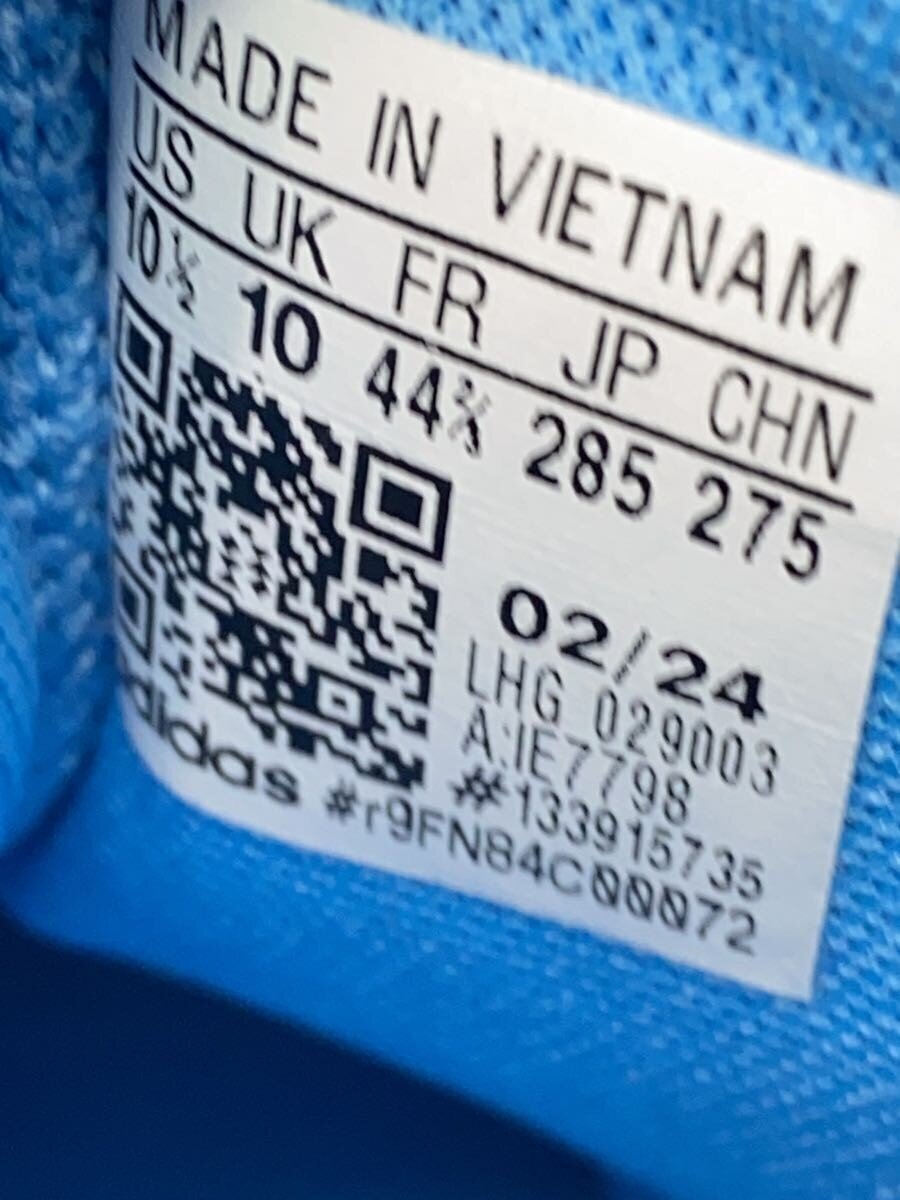 MADE IN VIETNAM
US UK FR JP CHN
10½ 10 44⅔ 285 275
02/24
LHG 029003
A:IE7798
#133915735
adidas #r9FN84C00072